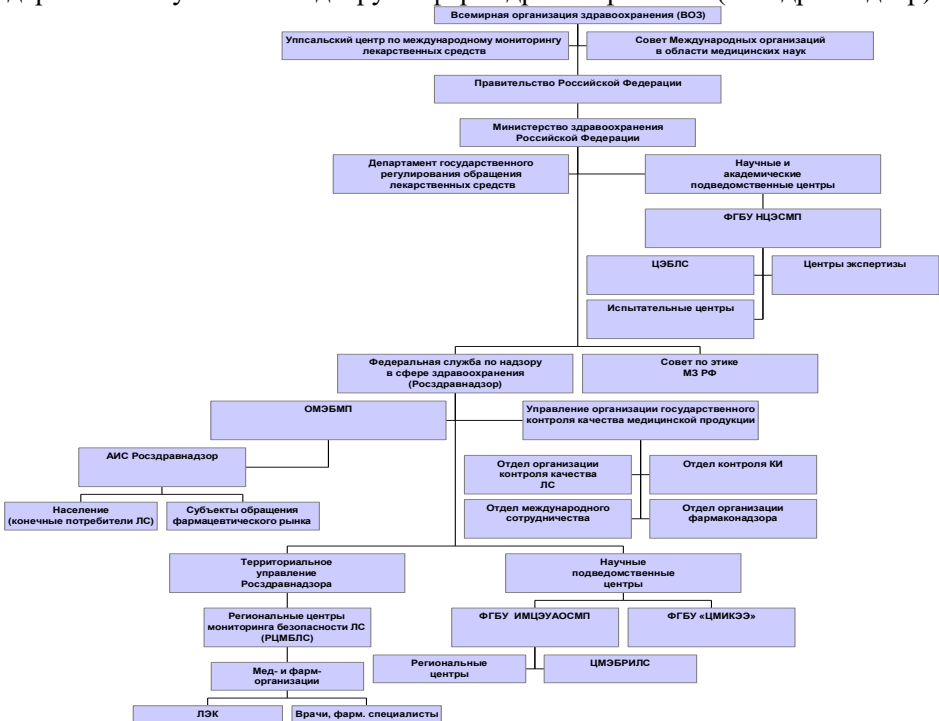 Всемирная организация здравоохранения (ВОЗ)
Уппсальский центр по международному мониторингу
лекарственных средств
Совет Международных организаций
в области медицинских наук
Правительство Российской Федерации
Министерство здравоохранения
Российской Федерации
Департамент государственного
регулирования обращения
лекарственных средств
Научные и
академические
подведомственные центры
ФГБУ НЦЭСМП
ЦЭБЛС
Центры экспертизы
Испытательные центры
Федеральная служба по надзору
в сфере здравоохранения
(Росздравнадзор)
Совет по этике
МЗ РФ
ОМЭБМП
Управление организации государственного
контроля качества медицинской продукции
АИС Росздравнадзор
Население
(конечные потребители ЛС)
Субъекты обращения
фармацевтического рынка
Отдел организации
контроля качества
ЛС
Отдел контроля КИ
Отдел международного
сотрудничества
Отдел организации
фармаконадзора
Территориальное
управление
Росздравнадзора
Научные
подведомственные
центры
Региональные центры
мониторинга безопасности ЛС
(РЦМБЛС)
ФГБУ ИМЦЭУАОСМП
ФГБУ «ЦМИКЭЭ»
Мед- и фарм-
организации
Региональные
центры
ЦМЭБРИЛС
ЛЭК
Врачи, фарм. специалисты